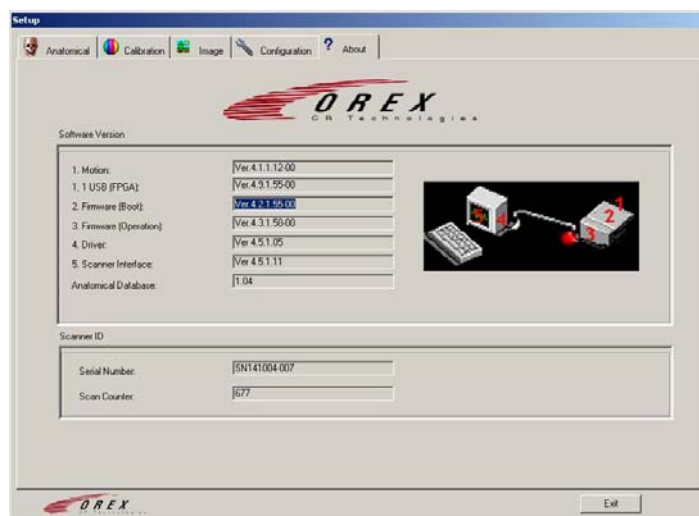 Setup
Anatomical Calibration Image Configuration ? About
OREX
CR Technologies
Software Version
1. Motion: Ver.4.1.1.12-00
1. 1 USB (FPGA): Ver.4.9.1.55-00
2. Firmware (Boot): Ver.4.2.1.55-00
3. Firmware (Operation): Ver.4.3.1.58-00
4. Driver: Ver 4.5.1.05
5. Scanner Interface: Ver 4.5.1.11
Anatomical Database: 1.04
1
2
3
4
Scanner ID
Serial Number: SN141004-007
Scan Counter: 677
OREX
Exit